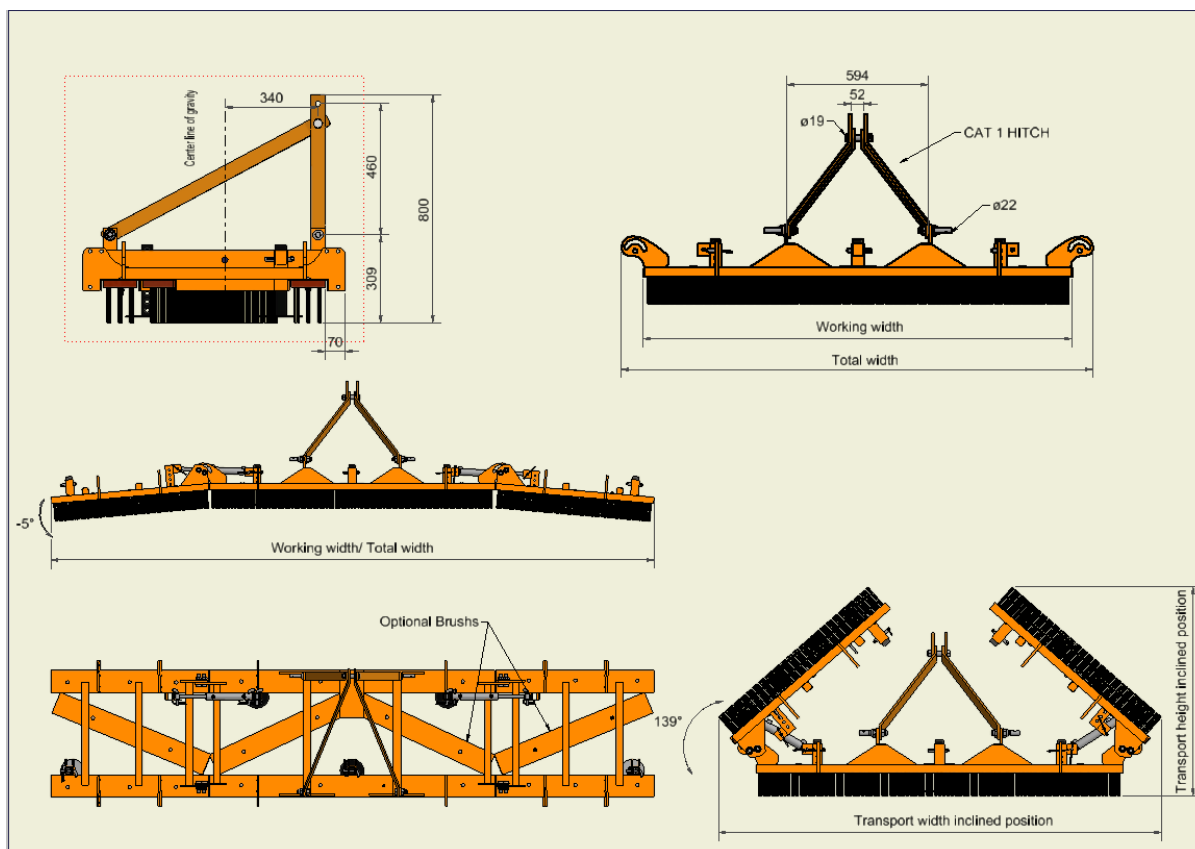 Center line of gravity
340
460
800
309
70
594
52
ø19
CAT 1 HITCH
ø22
Working width
Total width
-5°
Working width/ Total width
Optional Brushs
139°
Transport height inclined position
Transport width inclined position